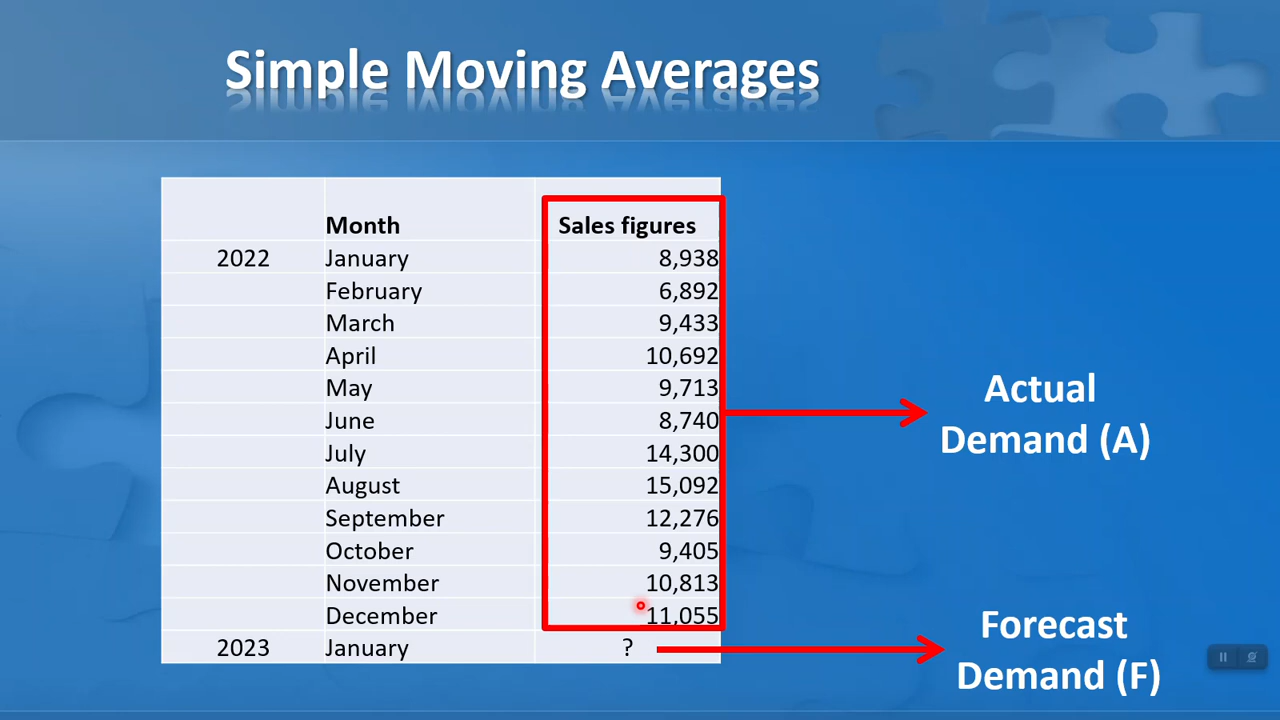 Simple Moving Averages
Month Sales figures
2022 January 8,938
February 6,892
March 9,433
April 10,692
May 9,713
June 8,740
July 14,300
August 15,092
September 12,276
October 9,405
November 10,813
December 11,055
2023 January ?
Actual
Demand (A)
Forecast
Demand (F)